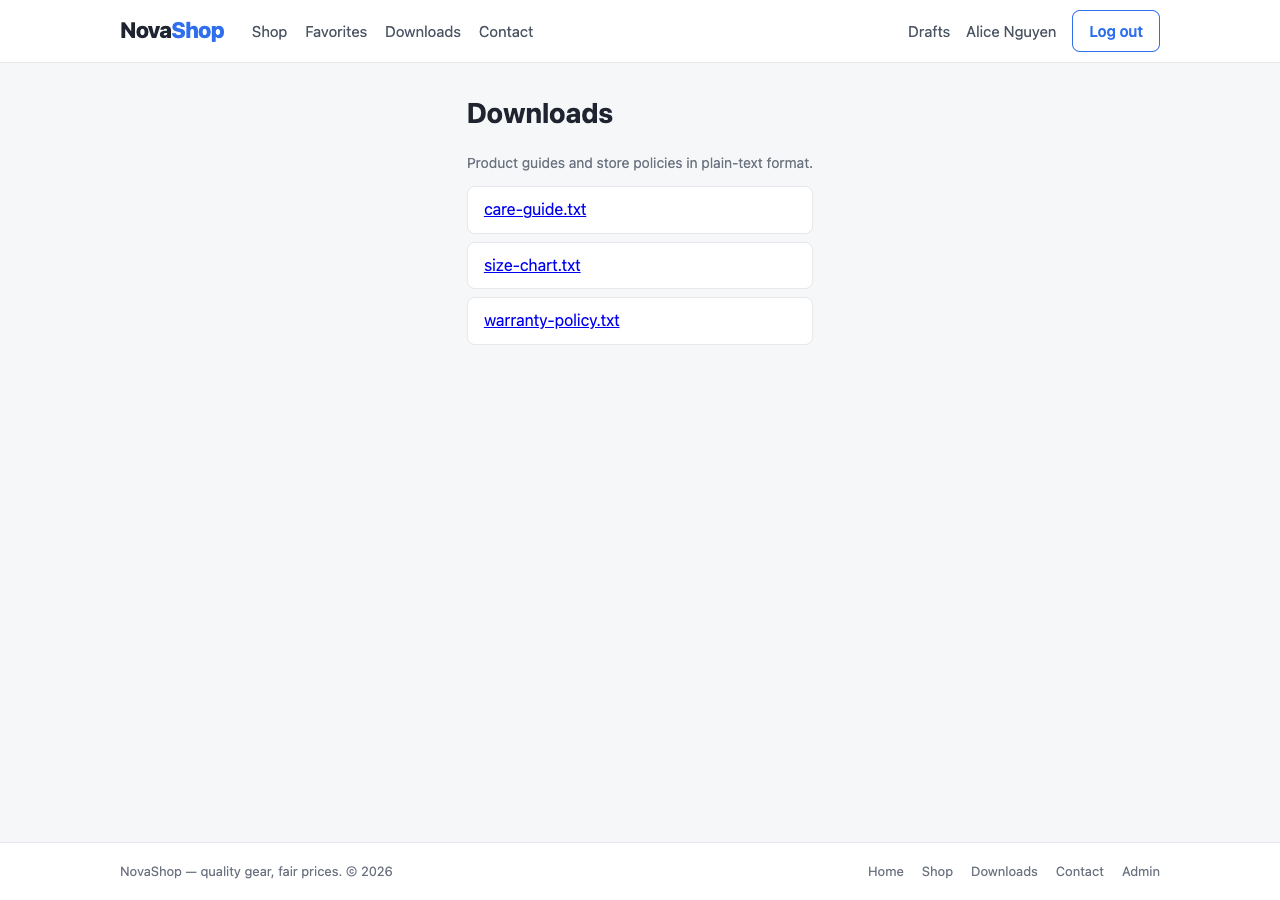 NovaShop Shop Favorites Downloads Contact Drafts Alice Nguyen Log out
Downloads
Product guides and store policies in plain-text format.
care-guide.txt
size-chart.txt
warranty-policy.txt
NovaShop — quality gear, fair prices. © 2026 Home Shop Downloads Contact Admin